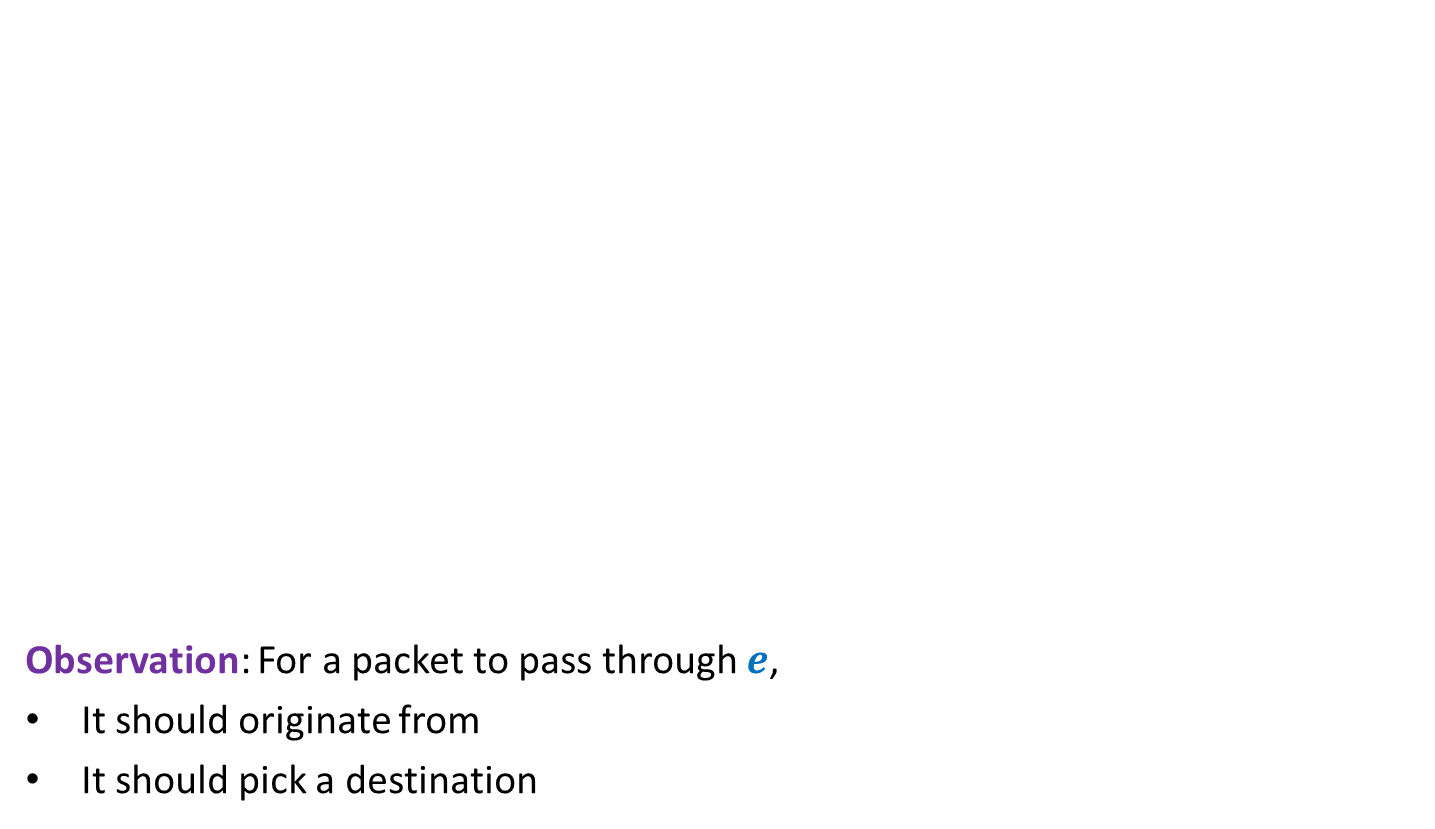 Observation: For a packet to pass through e,
• It should originate from
• It should pick a destination